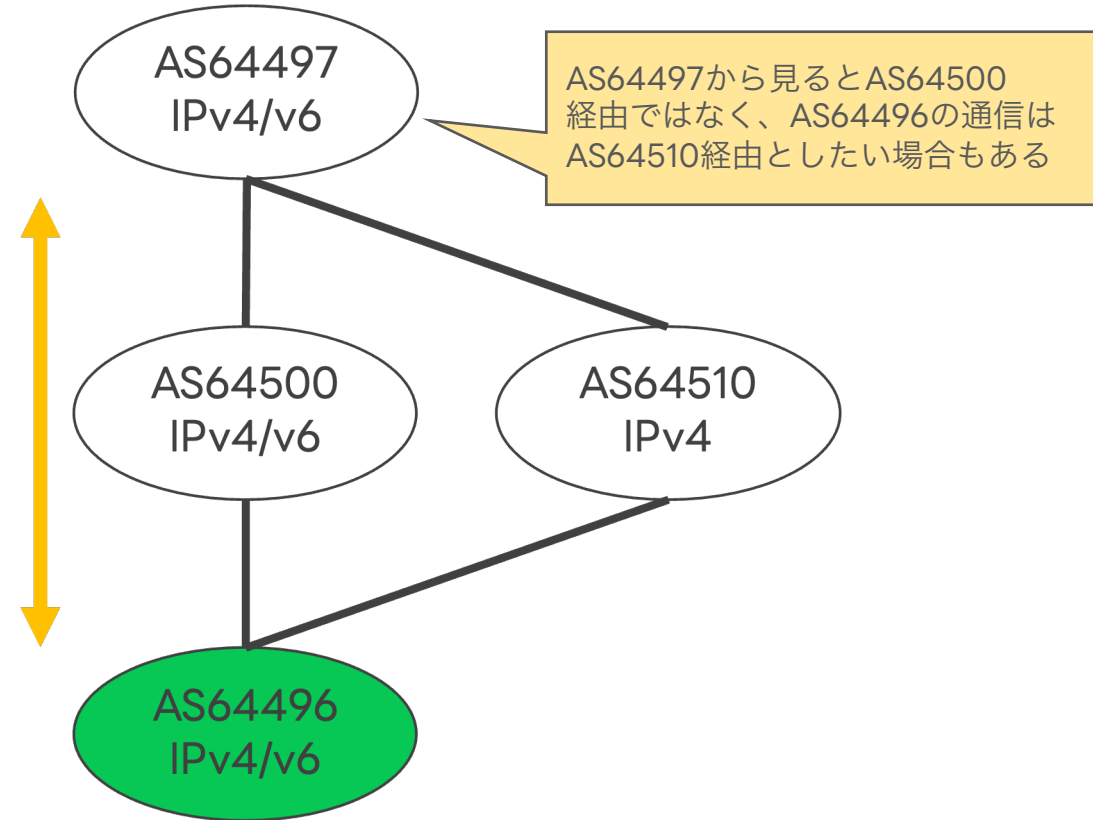 AS64497
IPv4/v6
AS64497から見るとAS64500
経由ではなく、AS64496の通信は
AS64510経由としたい場合もある
AS64500
IPv4/v6
AS64510
IPv4
AS64496
IPv4/v6